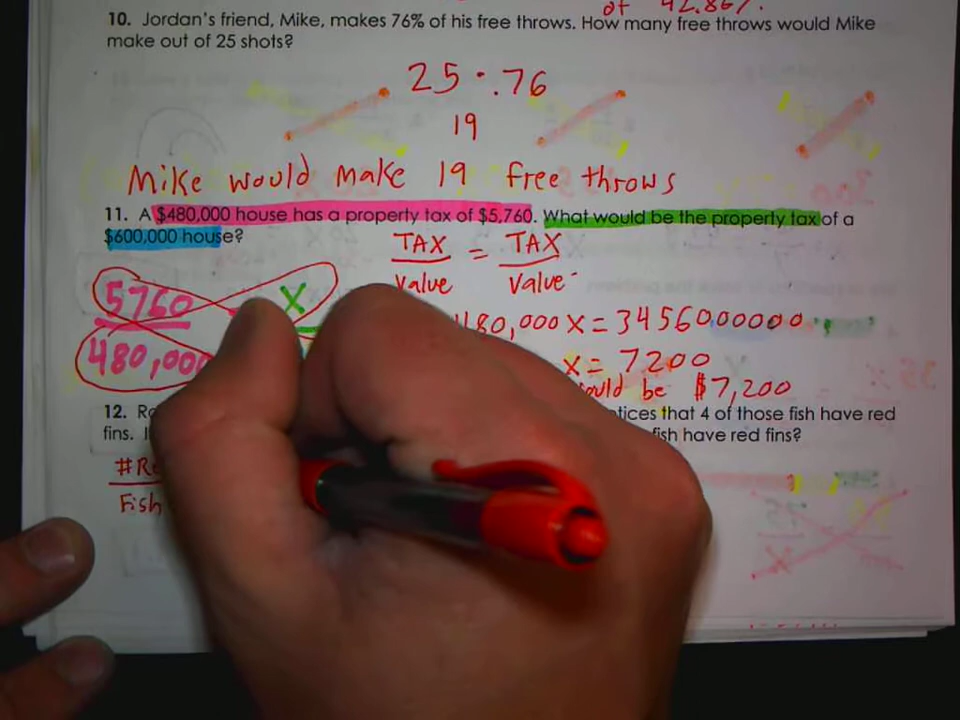 of 42.86%.
10. Jordan's friend, Mike, makes 76% of his free throws. How many free throws would Mike
make out of 25 shots?
25 · .76
19
Mike would make 19 free throws
11. A $480,000 house has a property tax of $5,760. What would be the property tax of a
$600,000 house?
TAX = TAX
Value Value
5760 X
480,000
480,000x = 3456000000
x = 7200
would be $7,200
12. tices that 4 of those fish have red
fins. fish have red fins?
#Re
Fish